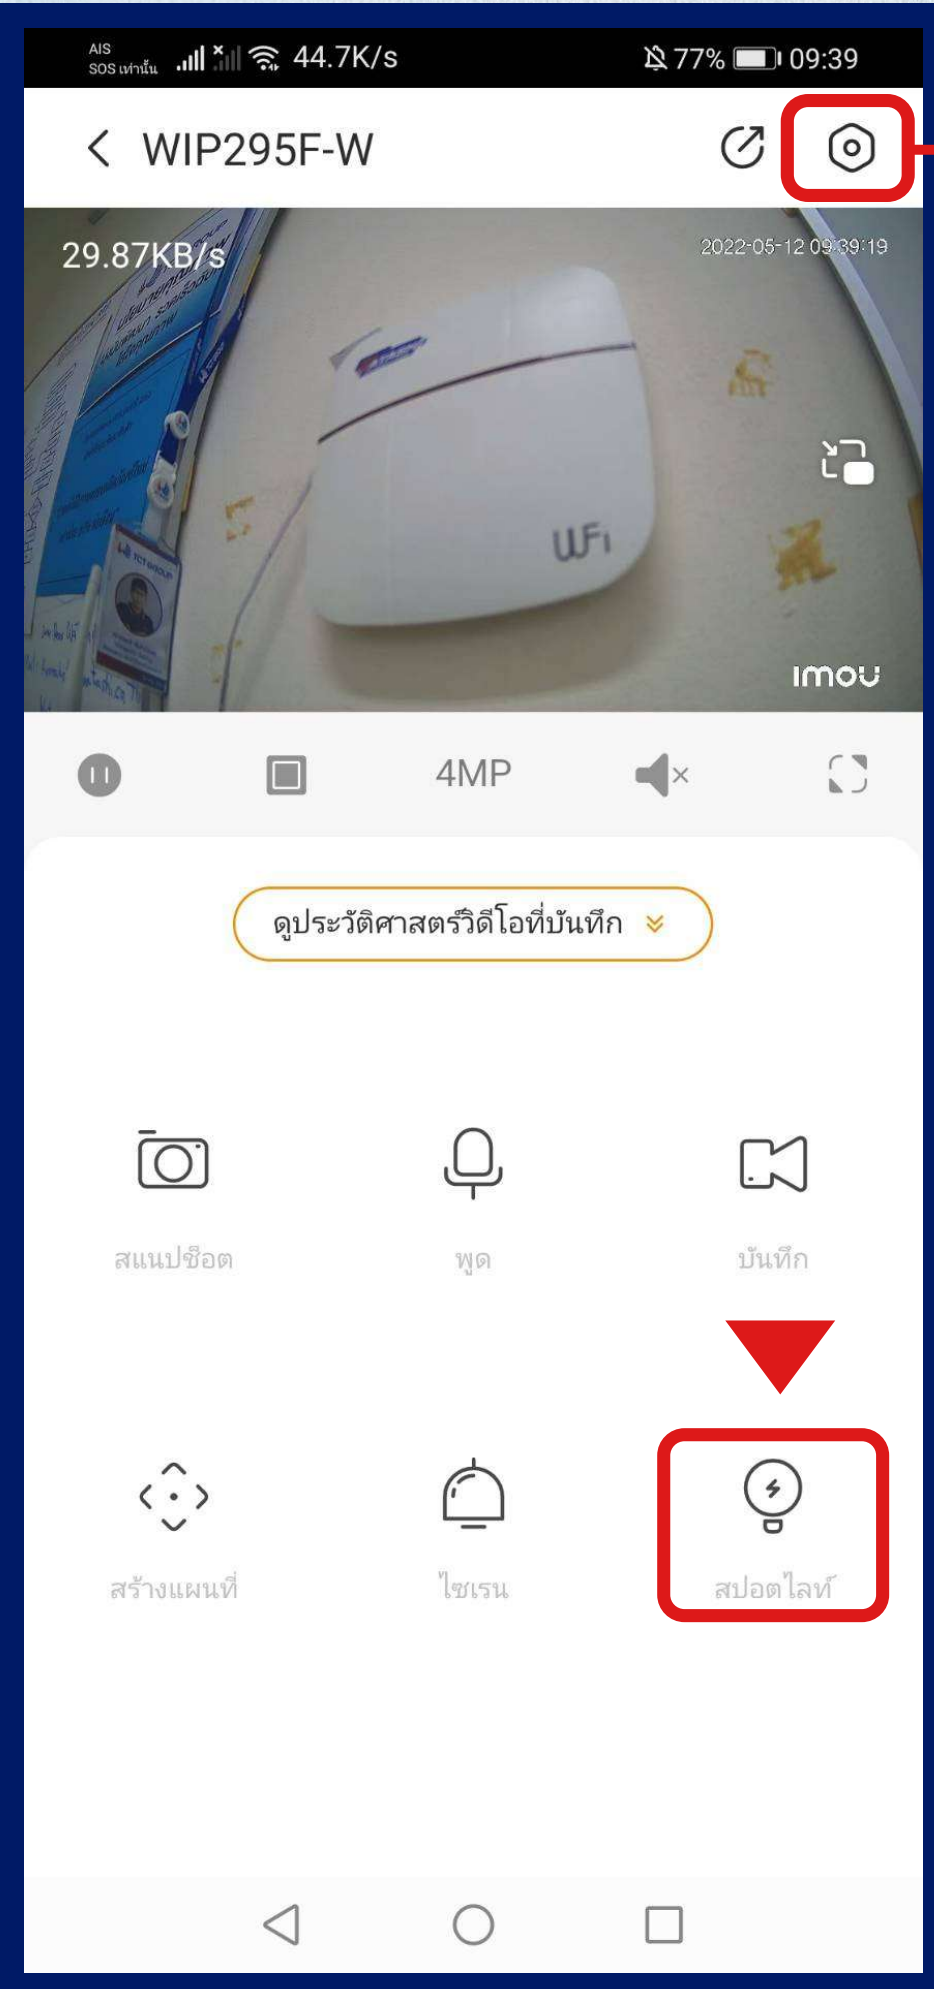 AIS
SOS เท่านั้น 44.7K/s 77% 09:39
WIP295F-W
29.87KB/s 2022-05-12 09:39:19
WiFi
imou
4MP
ดูประวัติศาสตร์วิดีโอที่บันทึก
สแนปช็อต พูด บันทึก
สร้างแผนที่ ไซเรน สปอตไลท์